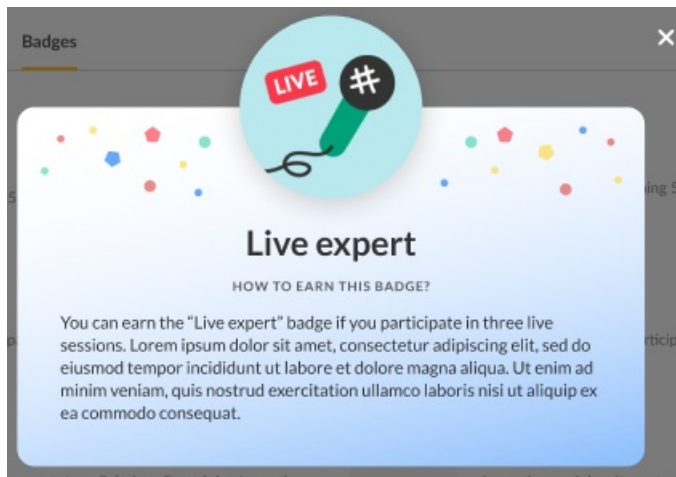 Badges
LIVE
#
Live expert
HOW TO EARN THIS BADGE?
You can earn the “Live expert” badge if you participate in three live
sessions. Lorem ipsum dolor sit amet, consectetur adipiscing elit, sed do
eiusmod tempor incididunt ut labore et dolore magna aliqua. Ut enim ad
minim veniam, quis nostrud exercitation ullamco laboris nisi ut aliquip ex
ea commodo consequat.